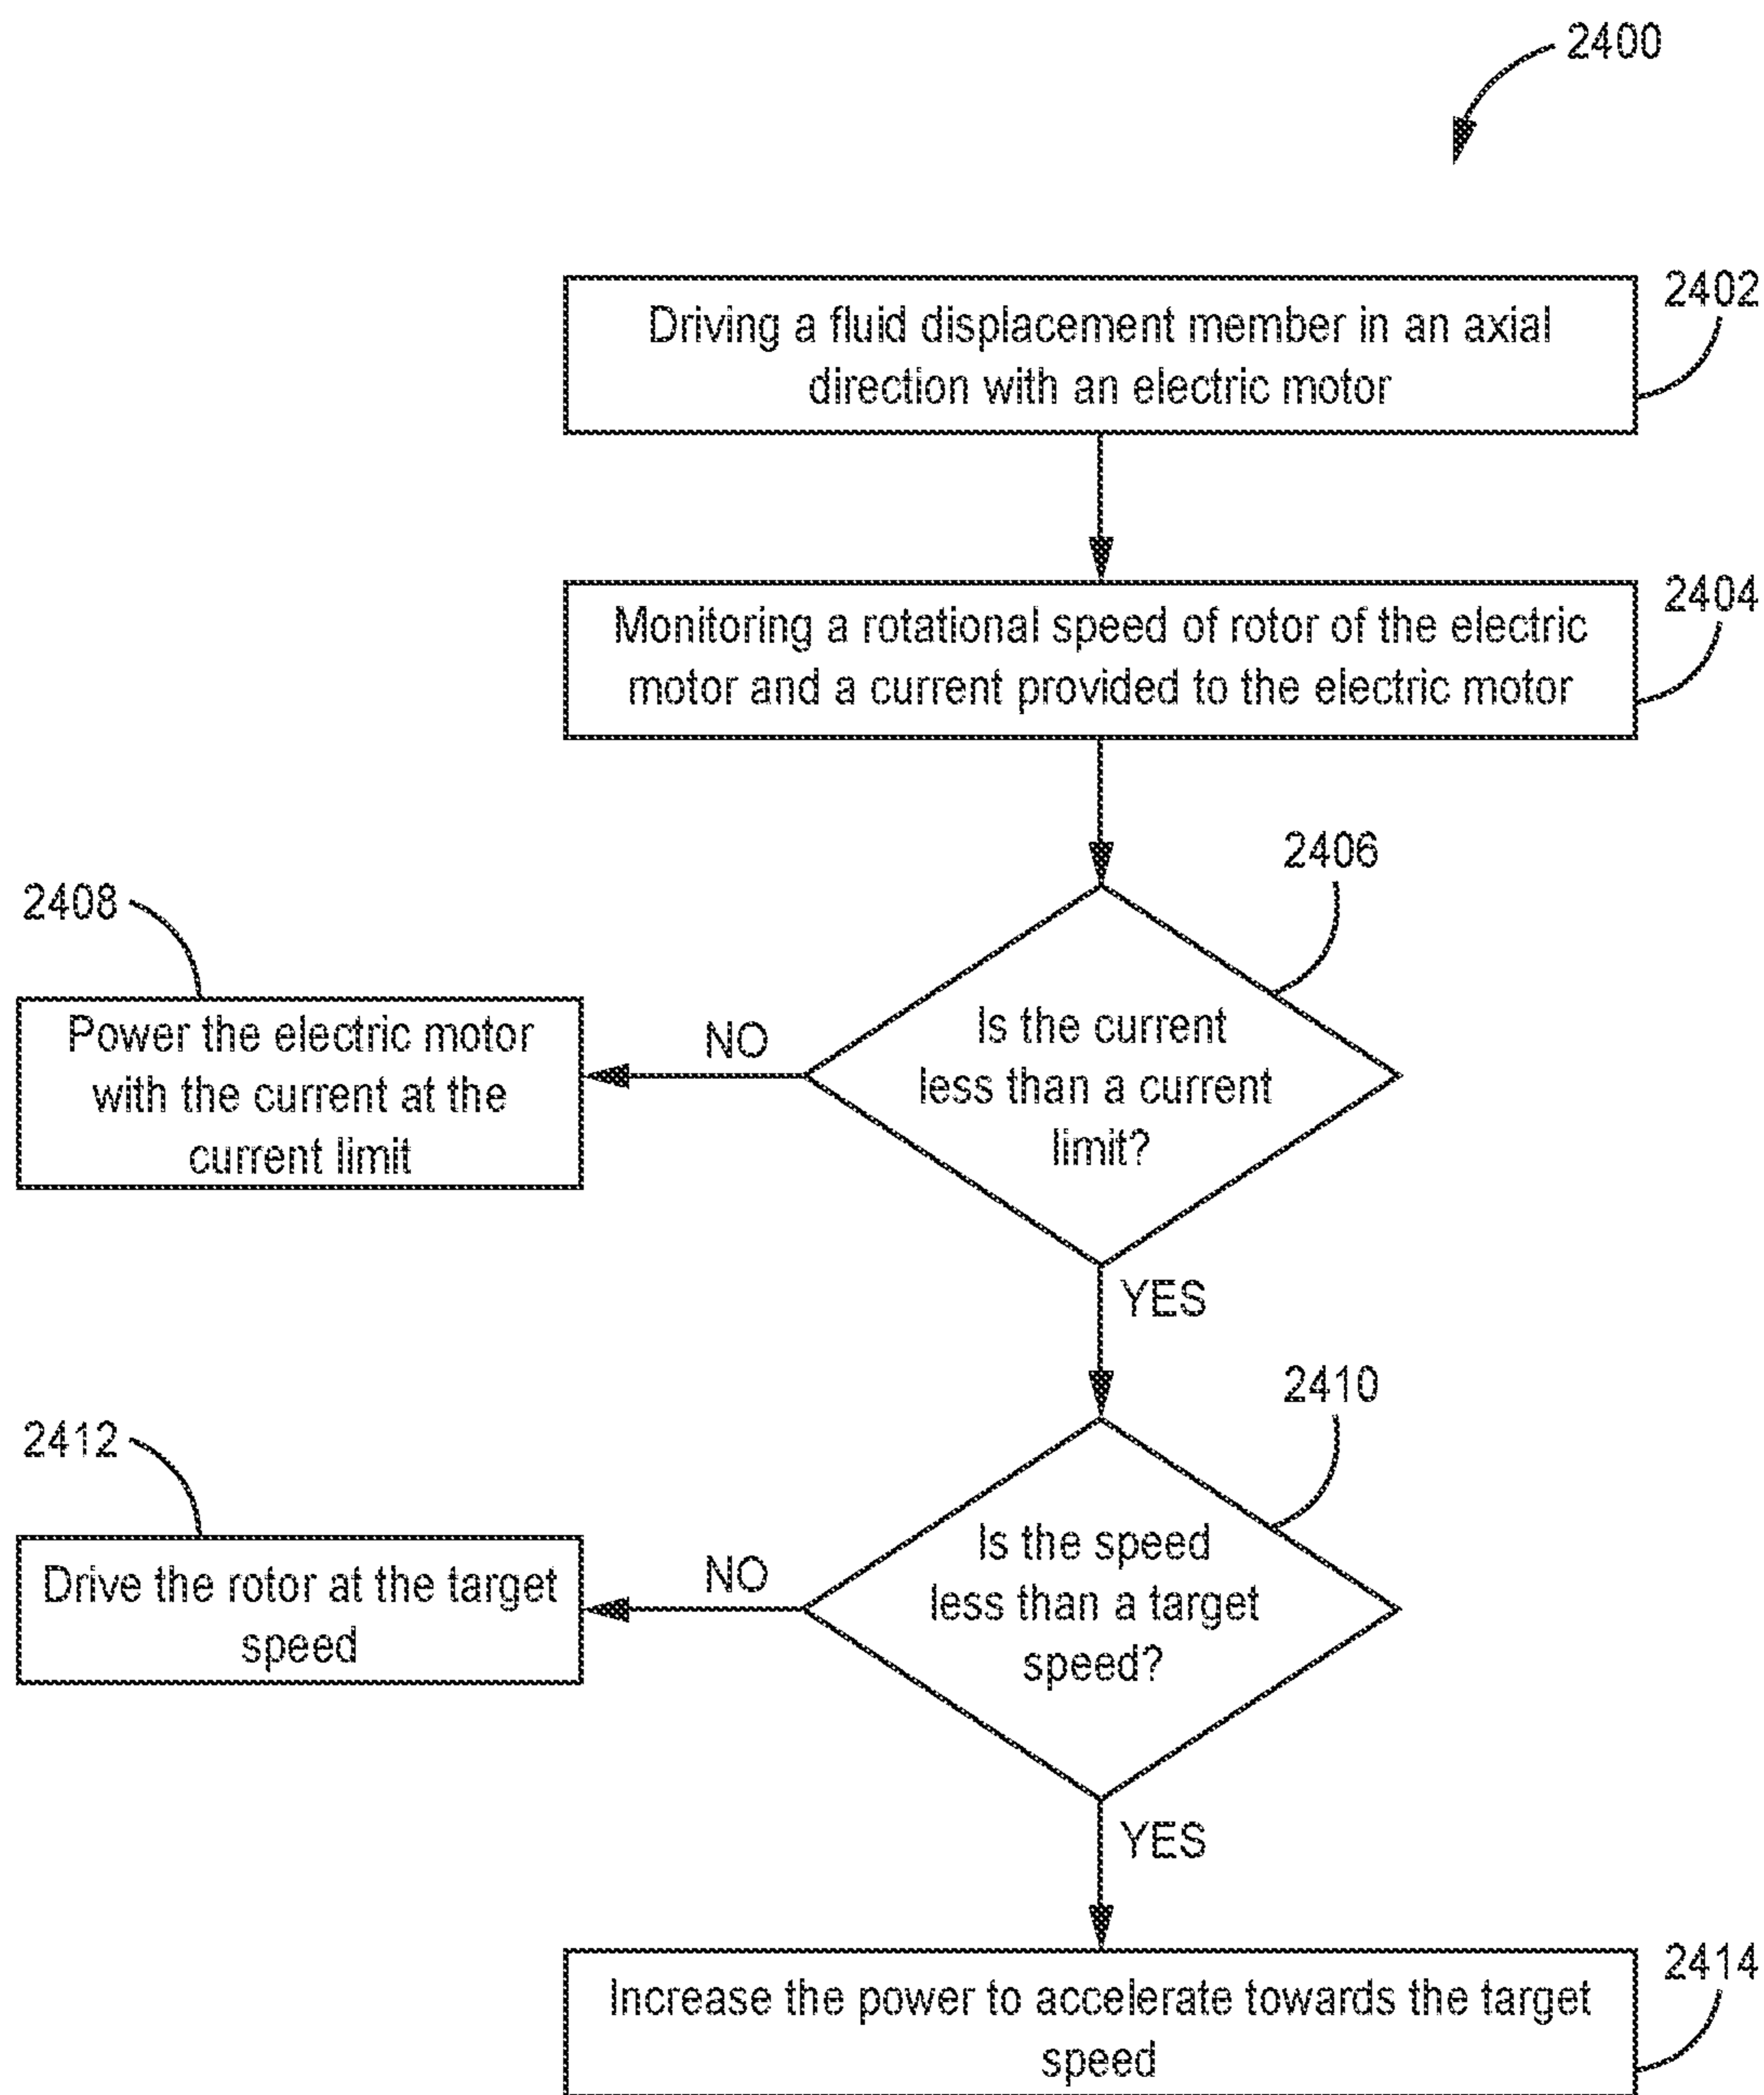 2400
Driving a fluid displacement member in an axial
direction with an electric motor
2402
Monitoring a rotational speed of rotor of the electric
motor and a current provided to the electric motor
2404
2406
Is the current
less than a current
limit?
NO
2408
Power the electric motor
with the current at the
current limit
YES
2410
Is the speed
less than a target
speed?
NO
2412
Drive the rotor at the target
speed
YES
Increase the power to accelerate towards the target
speed
2414